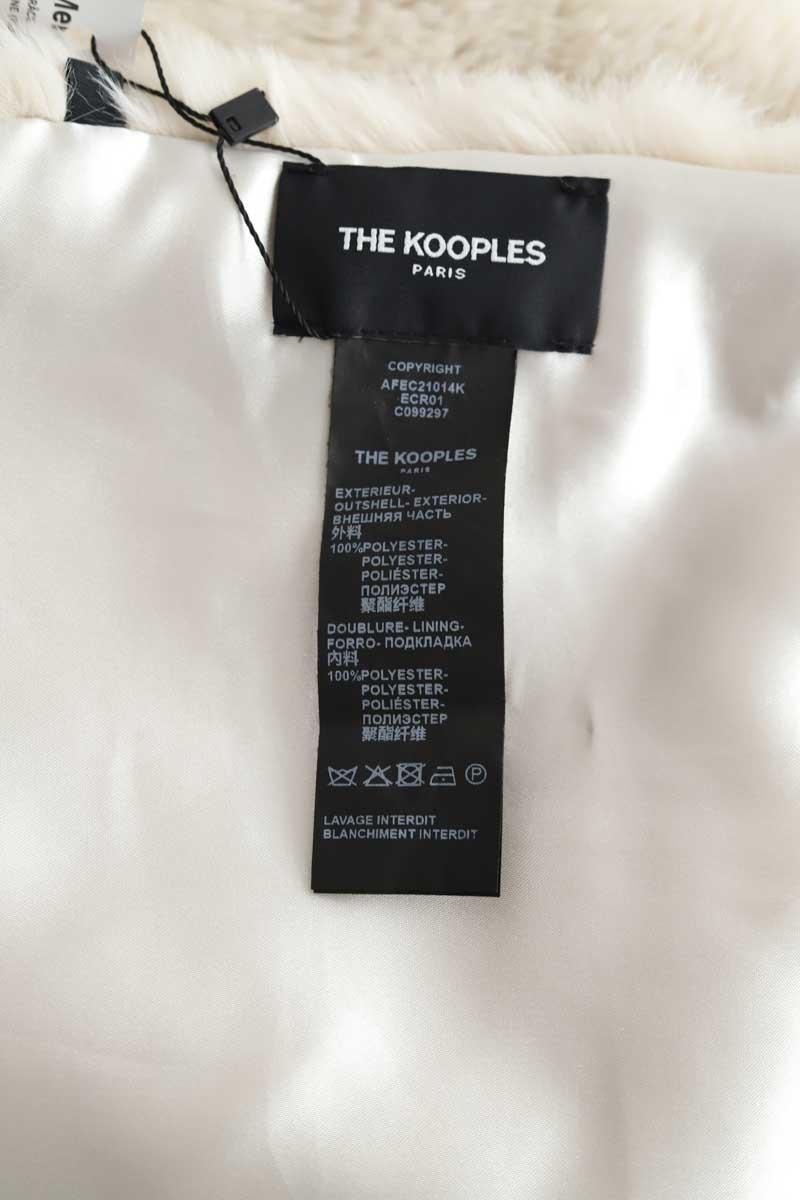 Me
THE KOOPLES
PARIS
COPYRIGHT
AFEC21014K
ECR01
C099297
THE KOOPLES
PARIS
EXTERIEUR-
OUTSHELL- EXTERIOR-
ВНЕШНЯЯ ЧАСТЬ
外料
100%POLYESTER-
POLYESTER-
POLIÉSTER-
ПОЛИЭСТЕР
聚酯纤维
DOUBLURE- LINING-
FORRO- ПОДКЛАДКА
内料
100%POLYESTER-
POLYESTER-
POLIÉSTER-
ПОЛИЭСТЕР
聚酯纤维
P
LAVAGE INTERDIT
BLANCHIMENT INTERDIT